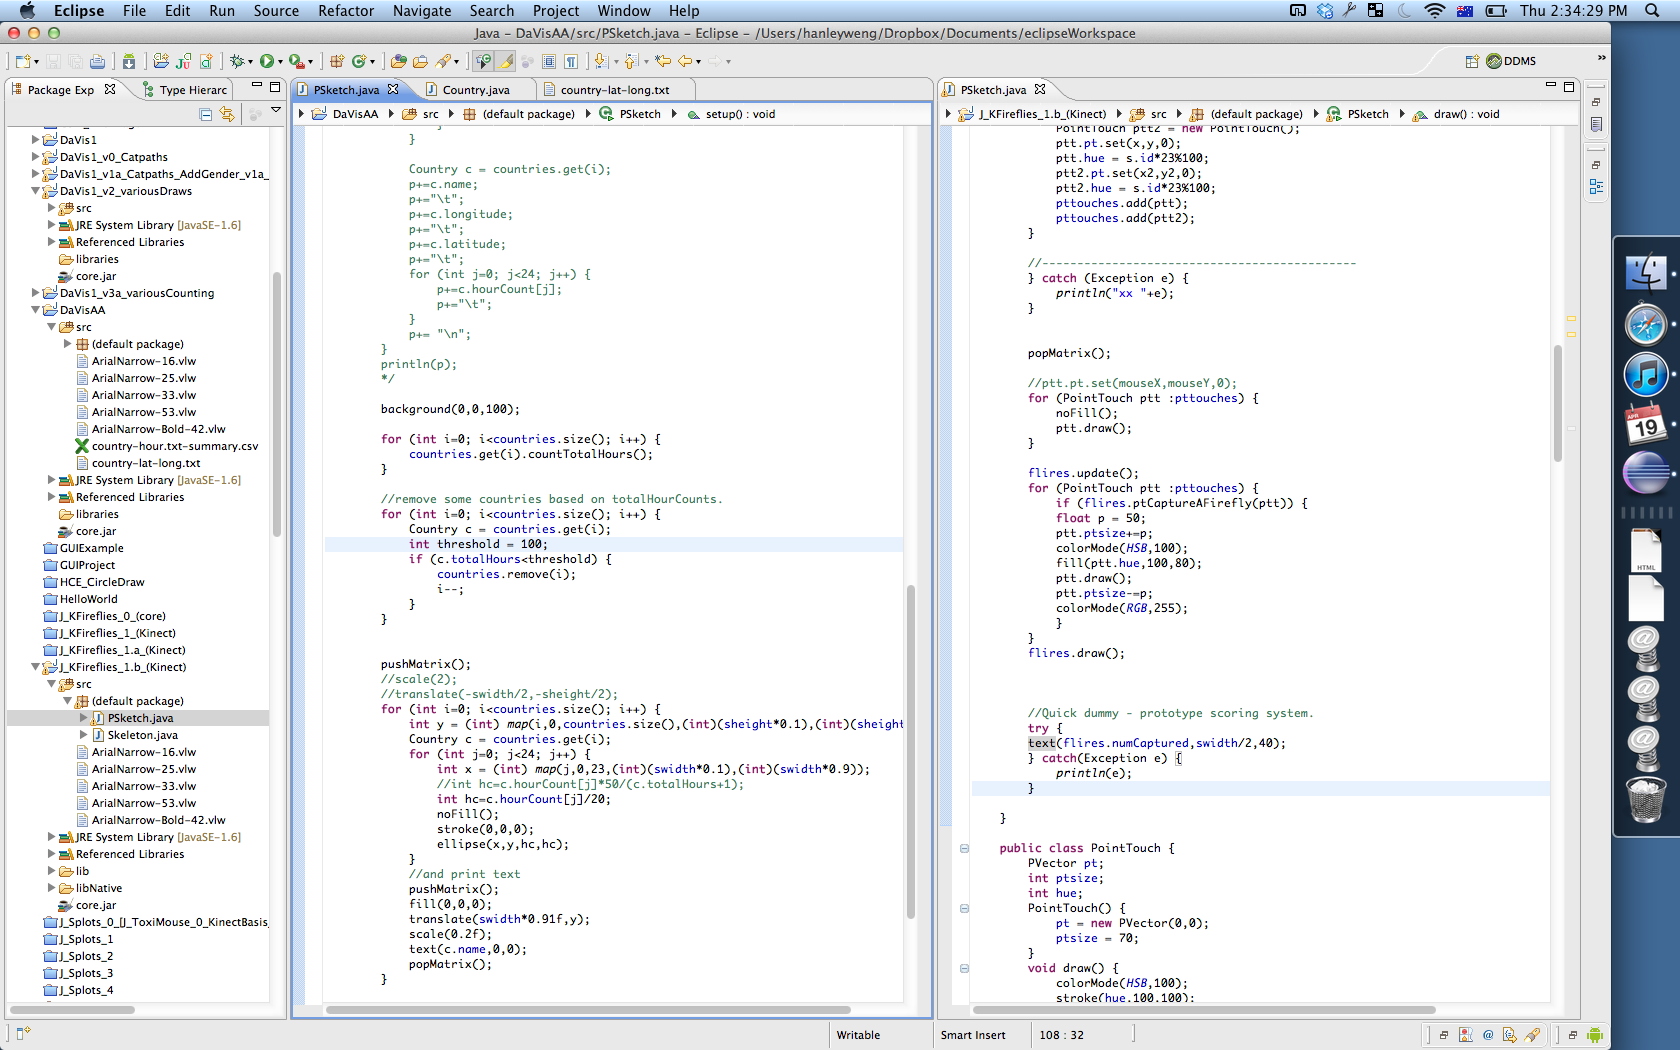 Eclipse File Edit Run Source Refactor Navigate Search Project Window Help Thu 2:34:29 PM
Java – DaVisAA/src/PSketch.java – Eclipse – /Users/hanleyweng/Dropbox/Documents/eclipseWorkspace
DDMS
Package Exp
Type Hierarc
DaVis1
DaVis1_v0_Catpaths
DaVis1_v1a_Catpaths_AddGender_v1a_
DaVis1_v2_variousDraws
src
JRE System Library [JavaSE-1.6]
Referenced Libraries
libraries
core.jar
DaVis1_v3a_variousCounting
DaVisAA
src
(default package)
ArialNarrow-16.vlw
ArialNarrow-25.vlw
ArialNarrow-33.vlw
ArialNarrow-53.vlw
ArialNarrow-Bold-42.vlw
country-hour.txt-summary.csv
country-lat-long.txt
JRE System Library [JavaSE-1.6]
Referenced Libraries
libraries
core.jar
GUIExample
GUIProject
HCE_CircleDraw
HelloWorld
J_KFireflies_0_(core)
J_KFireflies_1_(Kinect)
J_KFireflies_1.a_(Kinect)
J_KFireflies_1.b_(Kinect)
src
(default package)
PSketch.java
Skeleton.java
ArialNarrow-16.vlw
ArialNarrow-25.vlw
ArialNarrow-33.vlw
ArialNarrow-53.vlw
ArialNarrow-Bold-42.vlw
JRE System Library [JavaSE-1.6]
Referenced Libraries
lib
libNative
core.jar
J_Splots_0_[J_ToxiMouse_0_KinectBasis_
J_Splots_1
J_Splots_2
J_Splots_3
J_Splots_4
PSketch.java
Country.java
country-lat-long.txt
DaVisAA src (default package) PSketch setup() : void
}
Country c = countries.get(i);
p+=c.name;
p+="\t";
p+=c.longitude;
p+="\t";
p+=c.latitude;
p+="\t";
for (int j=0; j<24; j++) {
p+=c.hourCount[j];
p+="\t";
}
p+= "\n";
}
println(p);
*/
background(0,0,100);
for (int i=0; i<countries.size(); i++) {
countries.get(i).countTotalHours();
}
//remove some countries based on totalHourCounts.
for (int i=0; i<countries.size(); i++) {
Country c = countries.get(i);
int threshold = 100;
if (c.totalHours<threshold) {
countries.remove(i);
i--;
}
}
pushMatrix();
//scale(2);
//translate(-swidth/2,-sheight/2);
for (int i=0; i<countries.size(); i++) {
int y = (int) map(i,0,countries.size(),(int)(sheight*0.1),(int)(sheight
Country c = countries.get(i);
for (int j=0; j<24; j++) {
int x = (int) map(j,0,23,(int)(swidth*0.1),(int)(swidth*0.9));
//int hc=c.hourCount[j]*50/(c.totalHours+1);
int hc=c.hourCount[j]/20;
noFill();
stroke(0,0,0);
ellipse(x,y,hc,hc);
}
//and print text
pushMatrix();
fill(0,0,0);
translate(swidth*0.91f,y);
scale(0.2f);
text(c.name,0,0);
popMatrix();
}
PSketch.java
J_KFireflies_1.b_(Kinect) src (default package) PSketch draw() : void
PointTouch ptt2 = new PointTouch();
ptt.pt.set(x,y,0);
ptt.hue = s.id*23%100;
ptt2.pt.set(x2,y2,0);
ptt2.hue = s.id*23%100;
pttouches.add(ptt);
pttouches.add(ptt2);
}
//---------------------------------------------
} catch (Exception e) {
println("xx "+e);
}
popMatrix();
//ptt.pt.set(mouseX,mouseY,0);
for (PointTouch ptt :pttouches) {
noFill();
ptt.draw();
}
flires.update();
for (PointTouch ptt :pttouches) {
if (flires.ptCaptureAFirefly(ptt)) {
float p = 50;
ptt.ptsize+=p;
colorMode(HSB,100);
fill(ptt.hue,100,80);
ptt.draw();
ptt.ptsize-=p;
colorMode(RGB,255);
}
}
flires.draw();
//Quick dummy - prototype scoring system.
try {
text(flires.numCaptured,swidth/2,40);
} catch(Exception e) {
println(e);
}
}
public class PointTouch {
PVector pt;
int ptsize;
int hue;
PointTouch() {
pt = new PVector(0,0);
ptsize = 70;
}
void draw() {
colorMode(HSB,100);
stroke(hue,100,100);
APR
19
HTML
Writable
Smart Insert
108 : 32